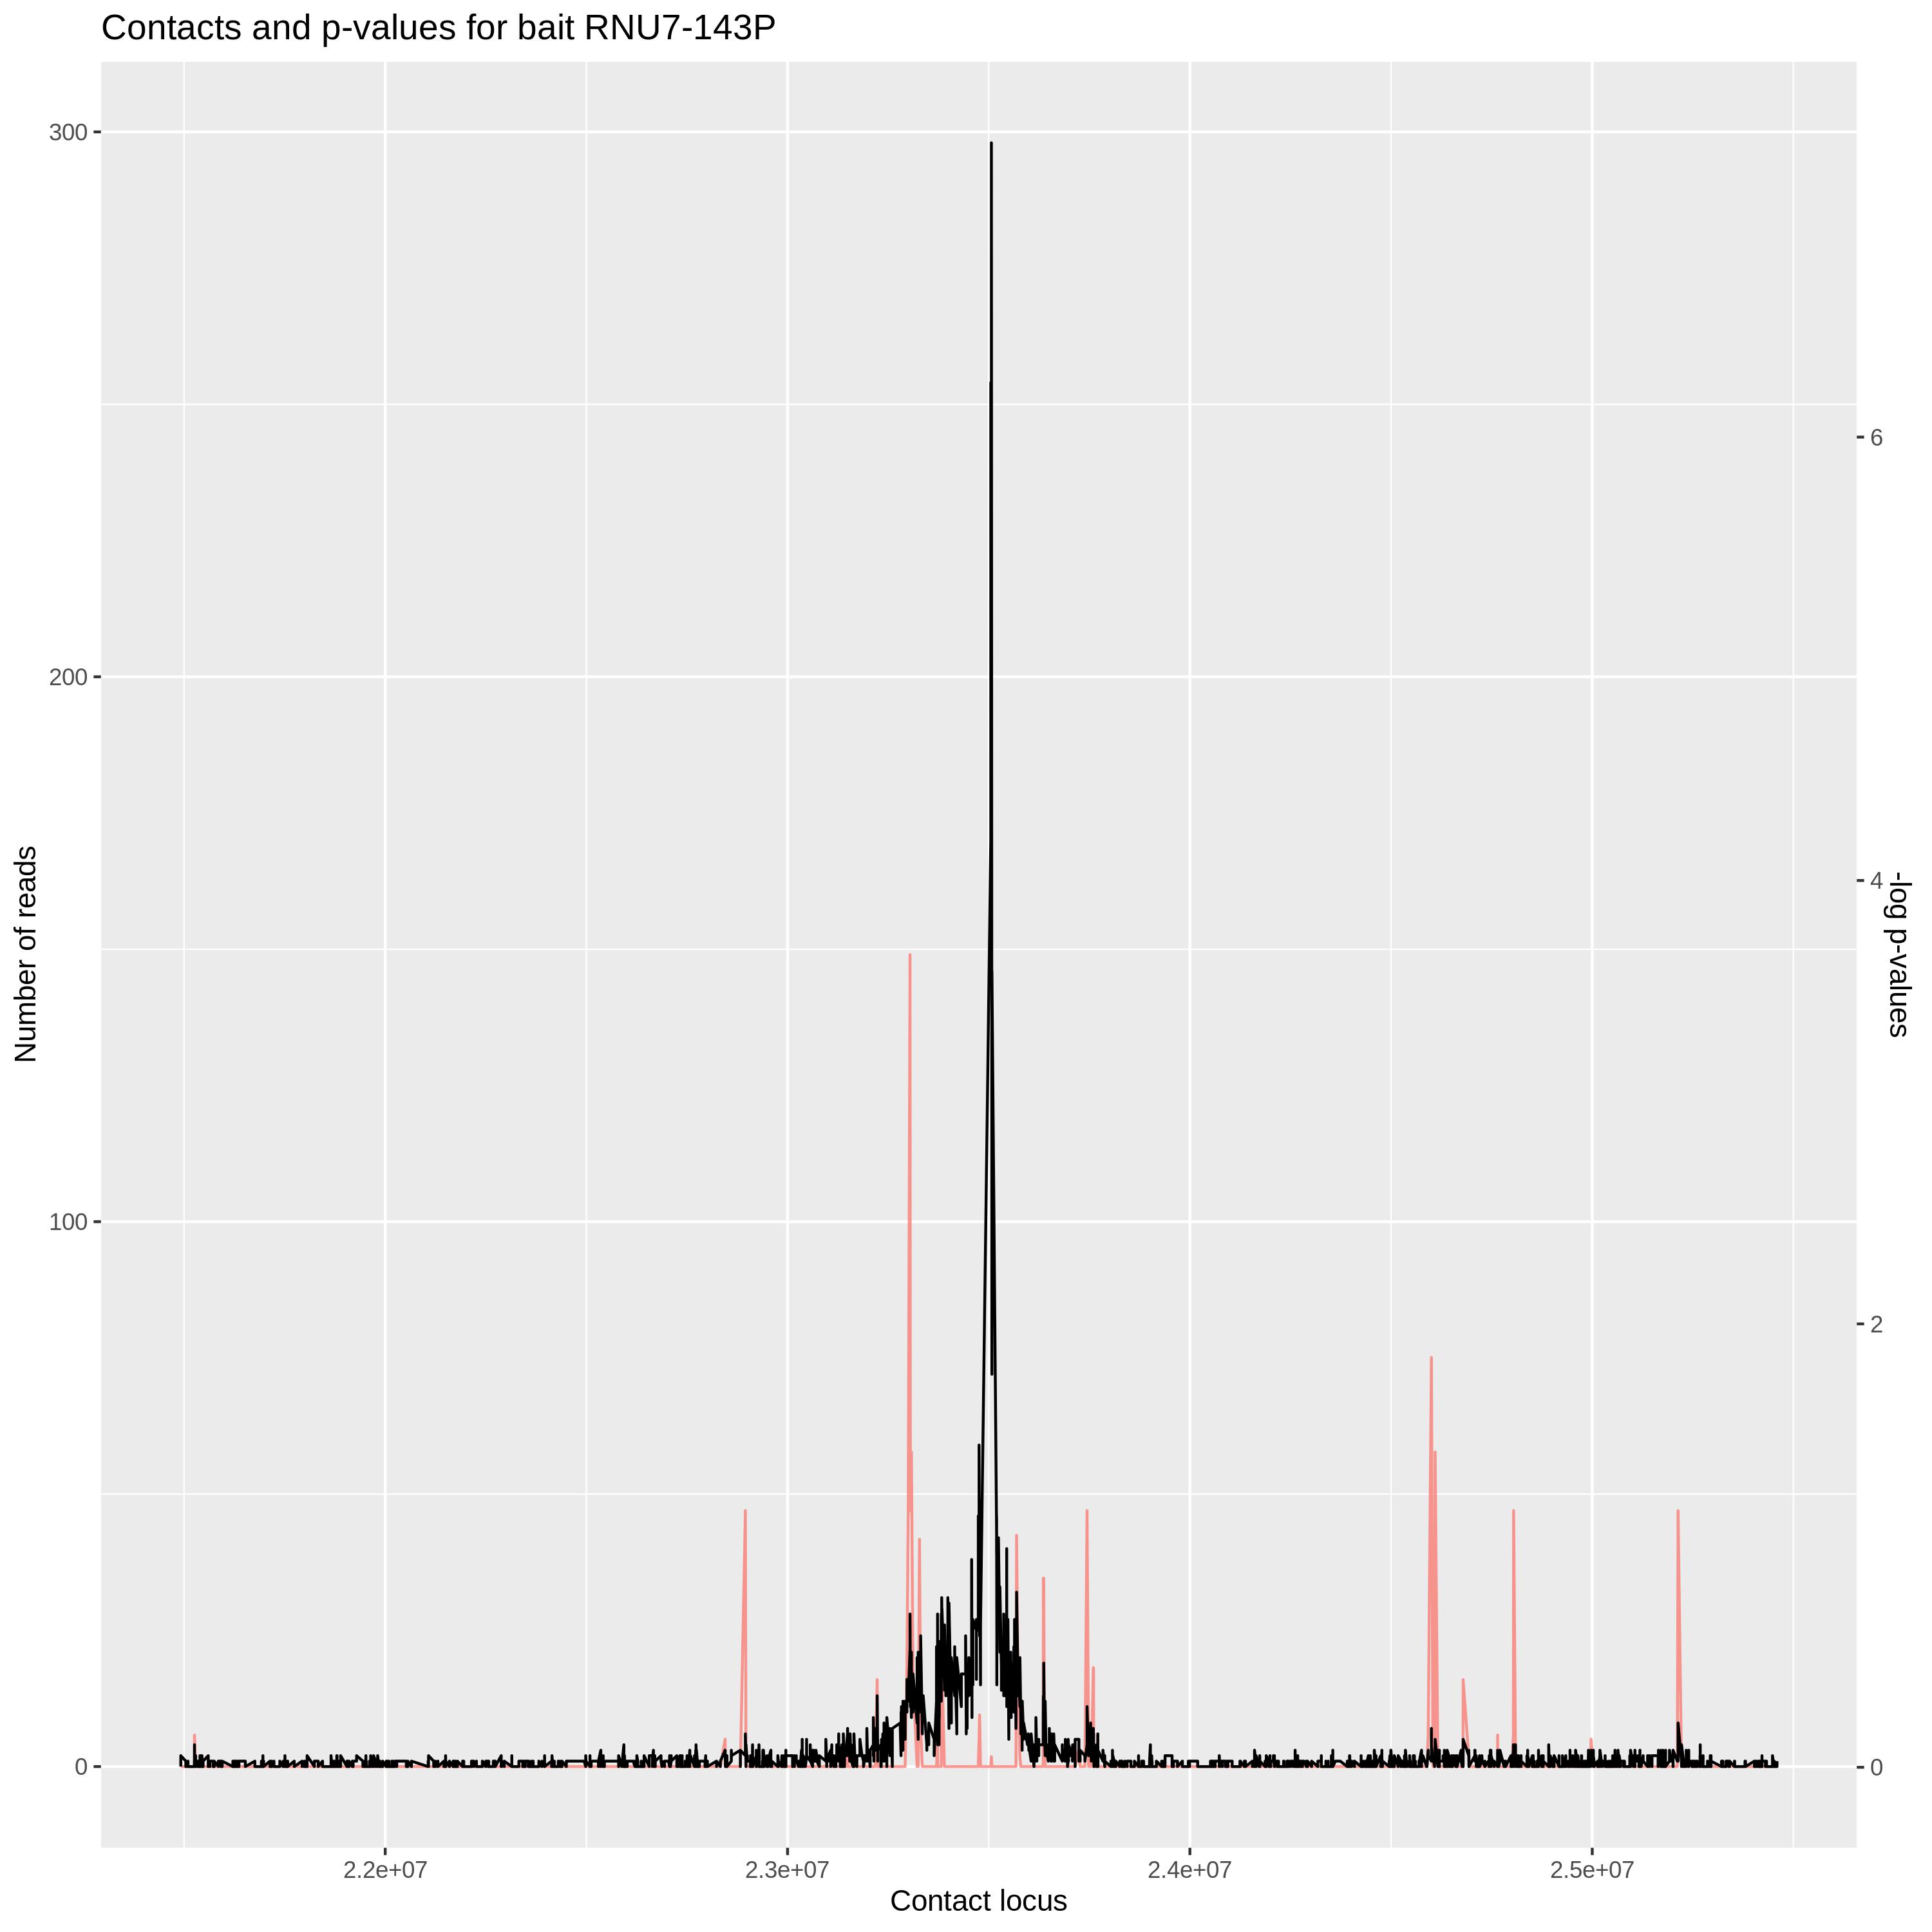 Contacts and p-values for bait RNU7-143P
300
200
100
0
Number of reads
6
4
2
0
-log p-values
2.2e+07
2.3e+07
2.4e+07
2.5e+07
Contact locus